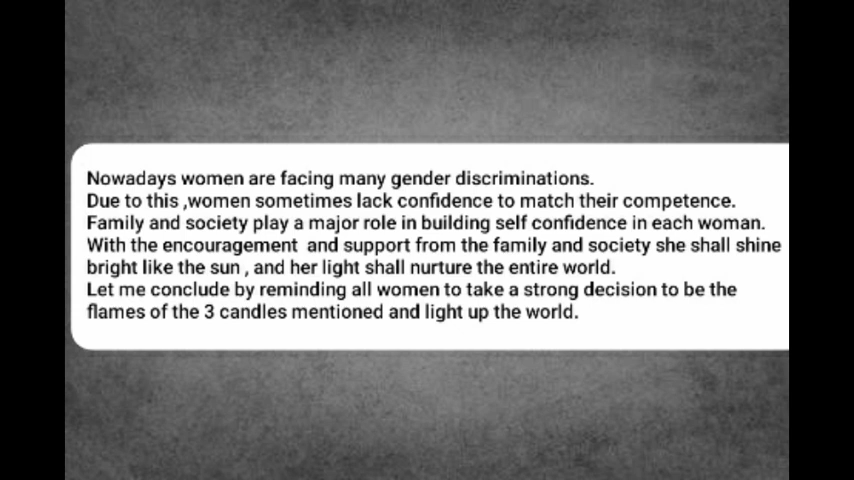 Nowadays women are facing many gender discriminations.
Due to this ,women sometimes lack confidence to match their competence.
Family and society play a major role in building self confidence in each woman.
With the encouragement  and support from the family and society she shall shine
bright like the sun , and her light shall nurture the entire world.
Let me conclude by reminding all women to take a strong decision to be the
flames of the 3 candles mentioned and light up the world.